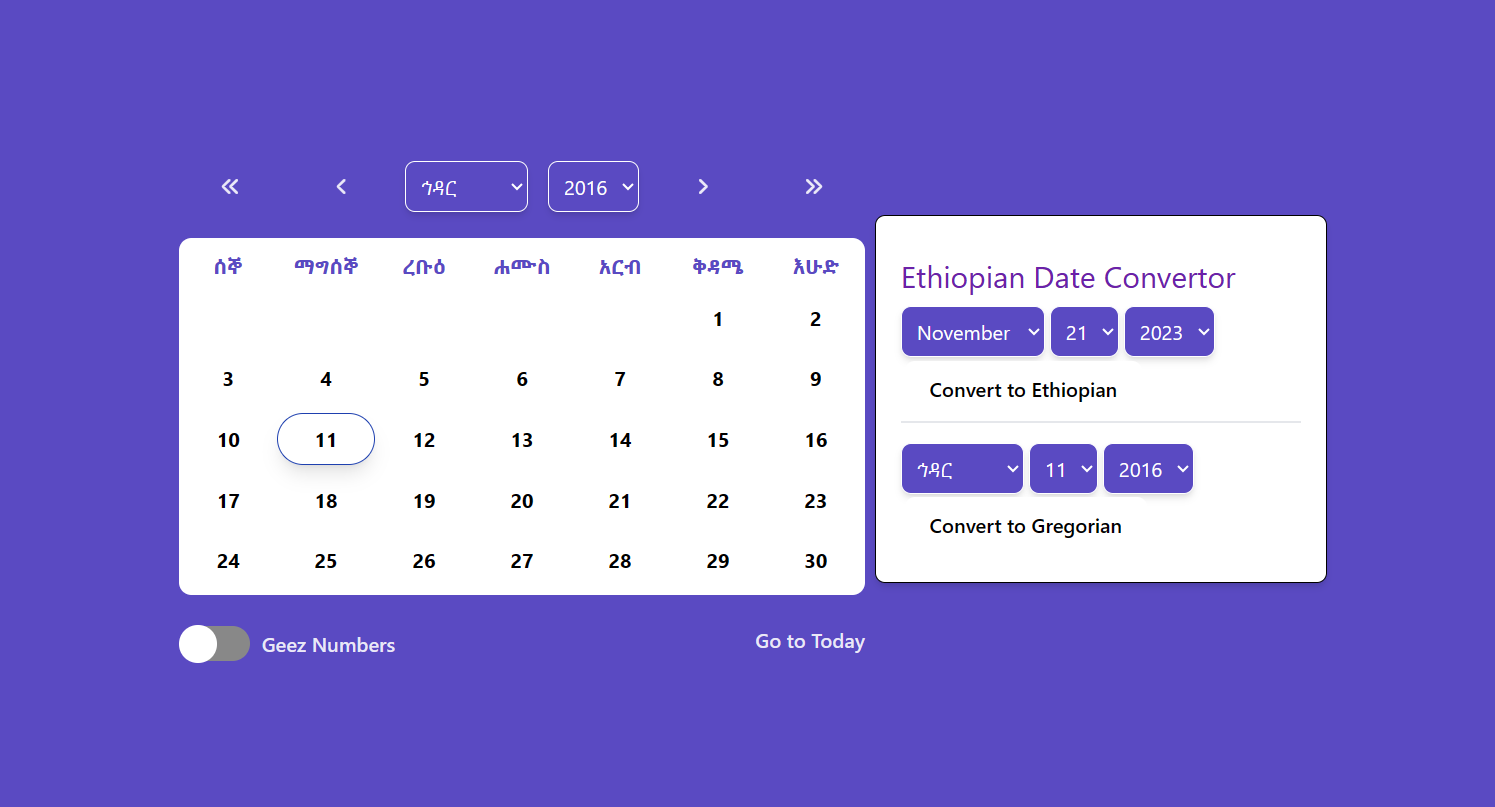 ኅዳር 2016
ሰኞ ማግሰኞ ረቡዕ ሐሙስ አርብ ቅዳሜ እሁድ
1 2
3 4 5 6 7 8 9
10 11 12 13 14 15 16
17 18 19 20 21 22 23
24 25 26 27 28 29 30
Geez Numbers
Go to Today
Ethiopian Date Convertor
November 21 2023
Convert to Ethiopian
ኅዳር 11 2016
Convert to Gregorian